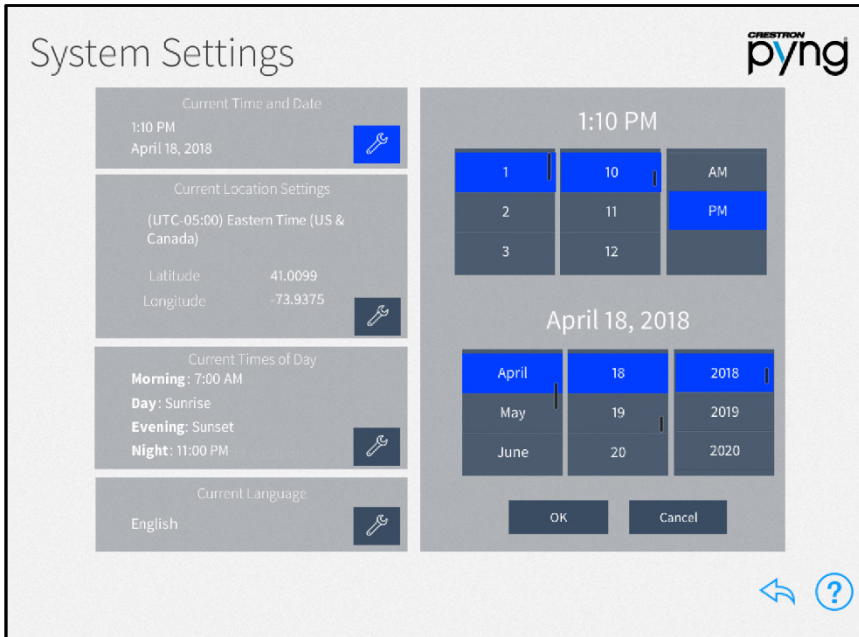 System Settings
CRESTRON
pyng
Current Time and Date
1:10 PM
April 18, 2018
Current Location Settings
(UTC-05:00) Eastern Time (US &
Canada)
Latitude 41.0099
Longitude -73.9375
Current Times of Day
Morning: 7:00 AM
Day: Sunrise
Evening: Sunset
Night: 11:00 PM
Current Language
English
1:10 PM
1 10 AM
2 11 PM
3 12
April 18, 2018
April 18 2018
May 19 2019
June 20 2020
OK Cancel
?